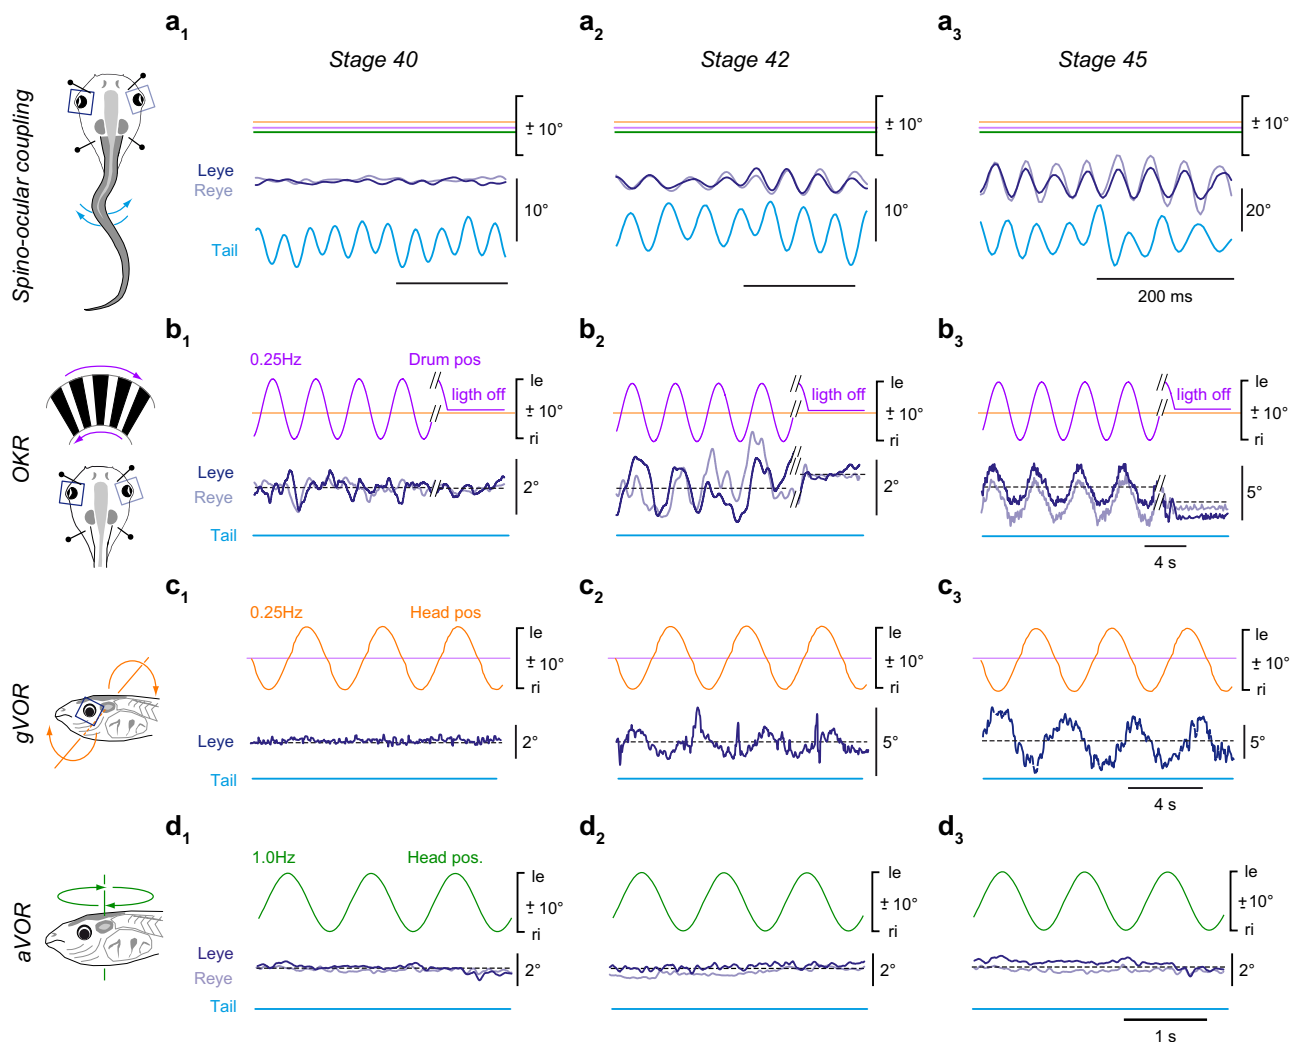 a1 a2 a3
Stage 40 Stage 42 Stage 45
Spino-ocular coupling
± 10° ± 10° ± 10°
Leye
Reye
10° 10° 20°
Tail
200 ms
b1 b2 b3
OKR
0.25Hz Drum pos
ligth off ligth off ligth off
le le le
± 10° ± 10° ± 10°
ri ri ri
Leye
Reye
2° 2° 5°
Tail
4 s
c1 c2 c3
gVOR
0.25Hz Head pos
le le le
± 10° ± 10° ± 10°
ri ri ri
Leye
2° 5° 5°
Tail
4 s
d1 d2 d3
aVOR
1.0Hz Head pos.
le le le
± 10° ± 10° ± 10°
ri ri ri
Leye
Reye
2° 2° 2°
Tail
1 s